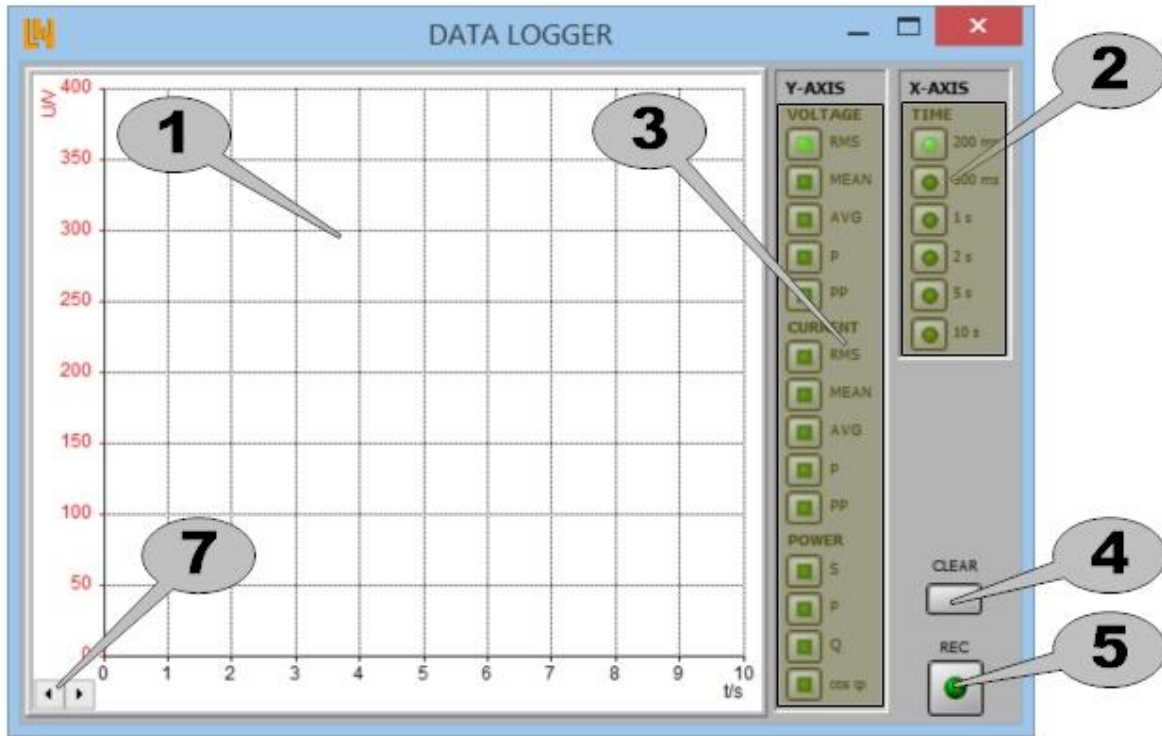 DATA LOGGER
U/V
400
350
300
250
200
150
100
50
0
0 1 2 3 4 5 6 7 8 9 10
t/s
Y-AXIS
VOLTAGE
RMS
MEAN
AVG
P
PP
CURRENT
RMS
MEAN
AVG
P
PP
POWER
S
P
Q
cos φ
X-AXIS
TIME
200 ms
1 s
2 s
5 s
10 s
CLEAR
REC
1
2
3
4
5
7